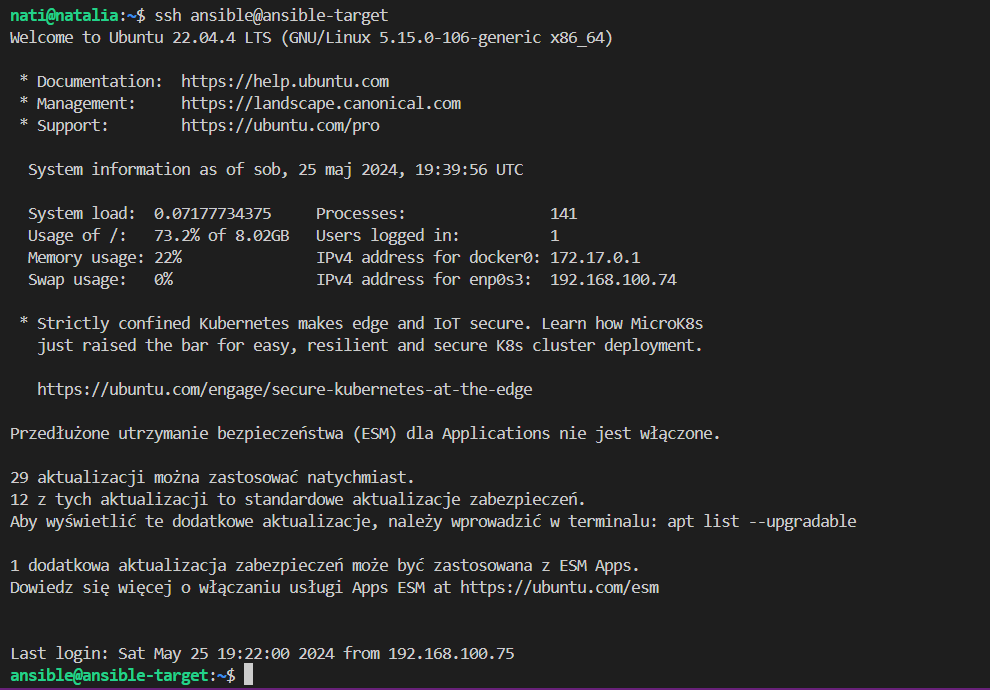 nati@natalia:~$ ssh ansible@ansible-target
Welcome to Ubuntu 22.04.4 LTS (GNU/Linux 5.15.0-106-generic x86_64)

 * Documentation:  https://help.ubuntu.com
 * Management:     https://landscape.canonical.com
 * Support:        https://ubuntu.com/pro

  System information as of sob, 25 maj 2024, 19:39:56 UTC

  System load:  0.07177734375     Processes:                141
  Usage of /:   73.2% of 8.02GB   Users logged in:          1
  Memory usage: 22%               IPv4 address for docker0: 172.17.0.1
  Swap usage:   0%                IPv4 address for enp0s3:  192.168.100.74

 * Strictly confined Kubernetes makes edge and IoT secure. Learn how MicroK8s
   just raised the bar for easy, resilient and secure K8s cluster deployment.

   https://ubuntu.com/engage/secure-kubernetes-at-the-edge

Przedłużone utrzymanie bezpieczeństwa (ESM) dla Applications nie jest włączone.

29 aktualizacji można zastosować natychmiast.
12 z tych aktualizacji to standardowe aktualizacje zabezpieczeń.
Aby wyświetlić te dodatkowe aktualizacje, należy wprowadzić w terminalu: apt list --upgradable

1 dodatkowa aktualizacja zabezpieczeń może być zastosowana z ESM Apps.
Dowiedz się więcej o włączaniu usługi Apps ESM at https://ubuntu.com/esm


Last login: Sat May 25 19:22:00 2024 from 192.168.100.75
ansible@ansible-target:~$